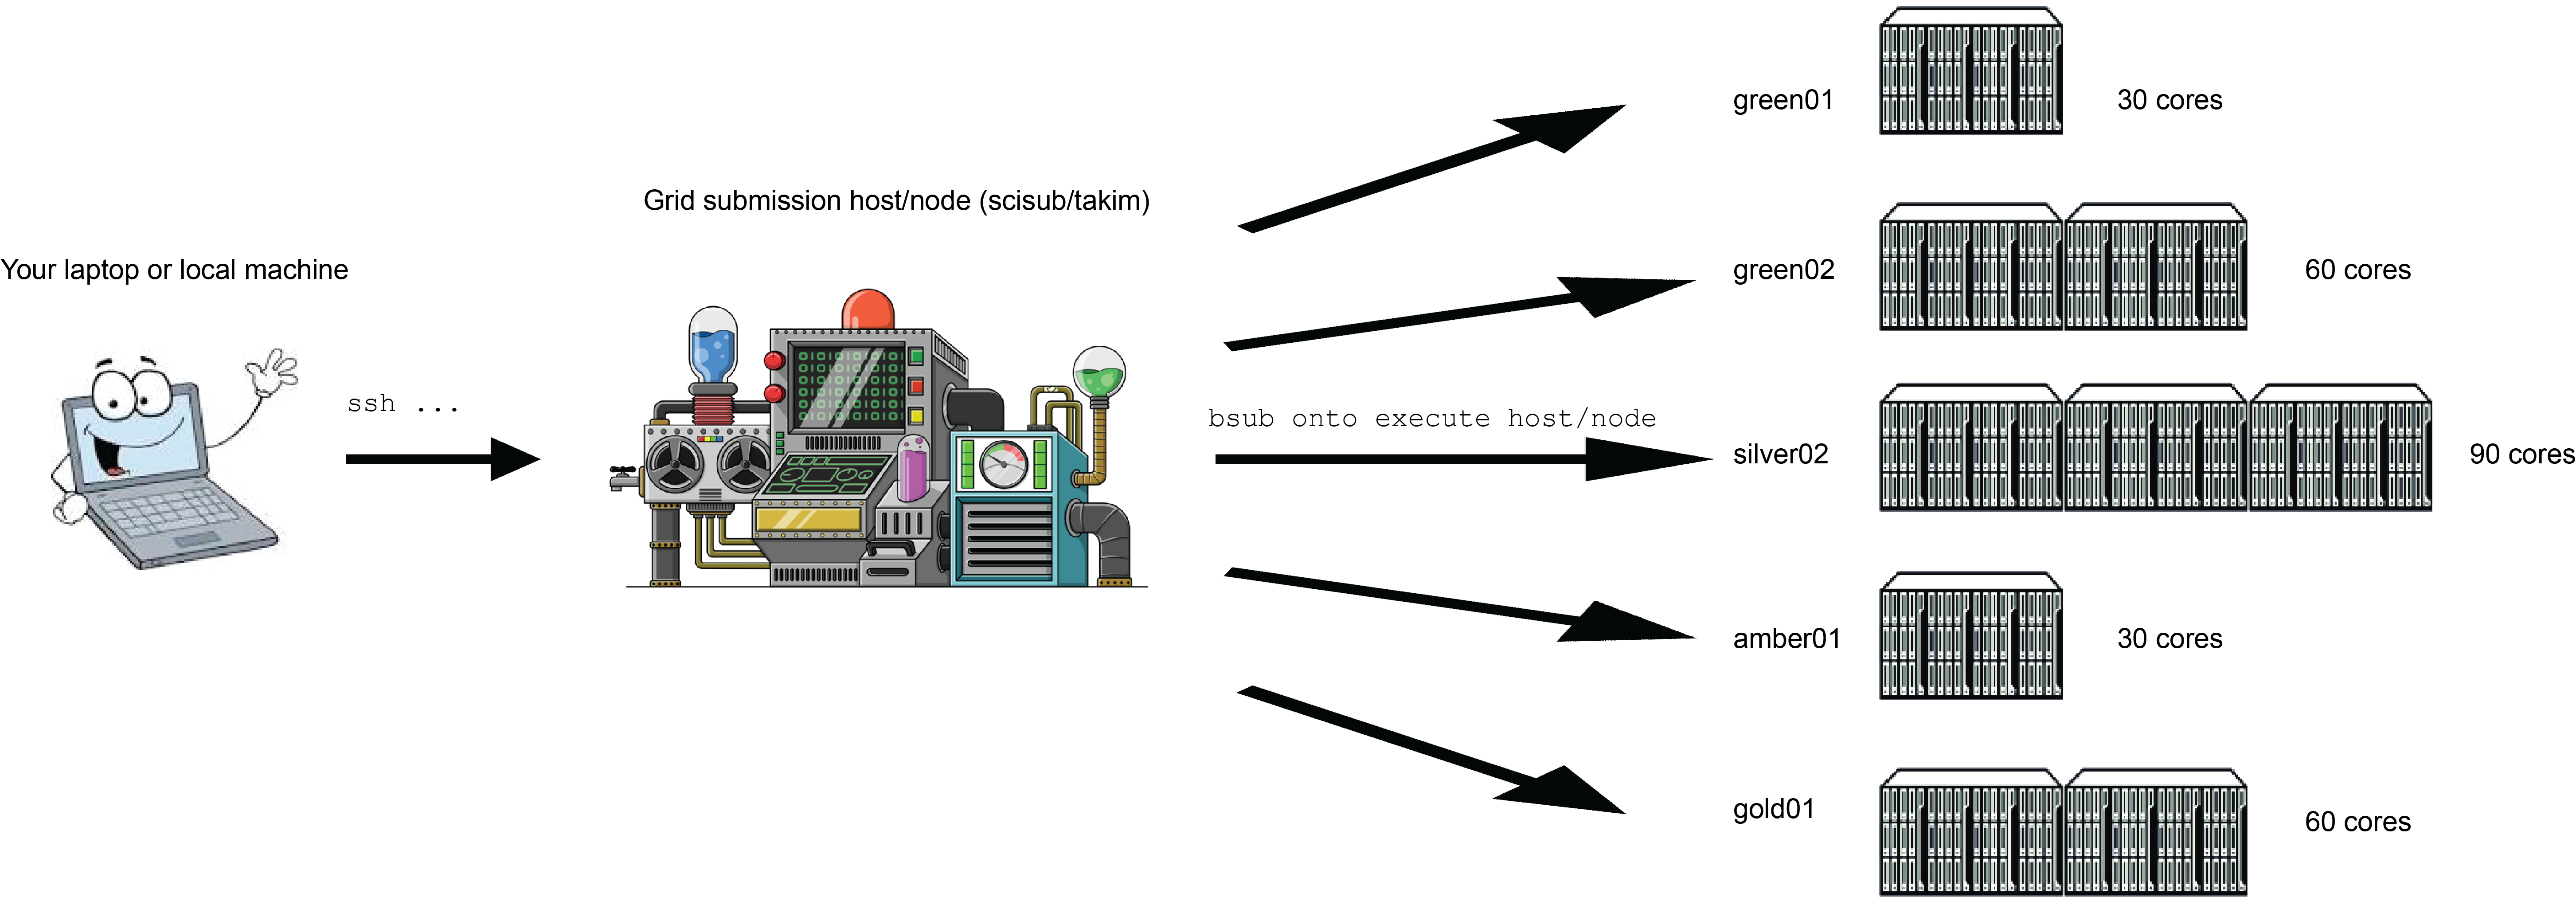 Your laptop or local machine
ssh ...
Grid submission host/node (scisub/takim)
bsub onto execute host/node
green01
30 cores
green02
60 cores
silver02
90 cores
amber01
30 cores
gold01
60 cores